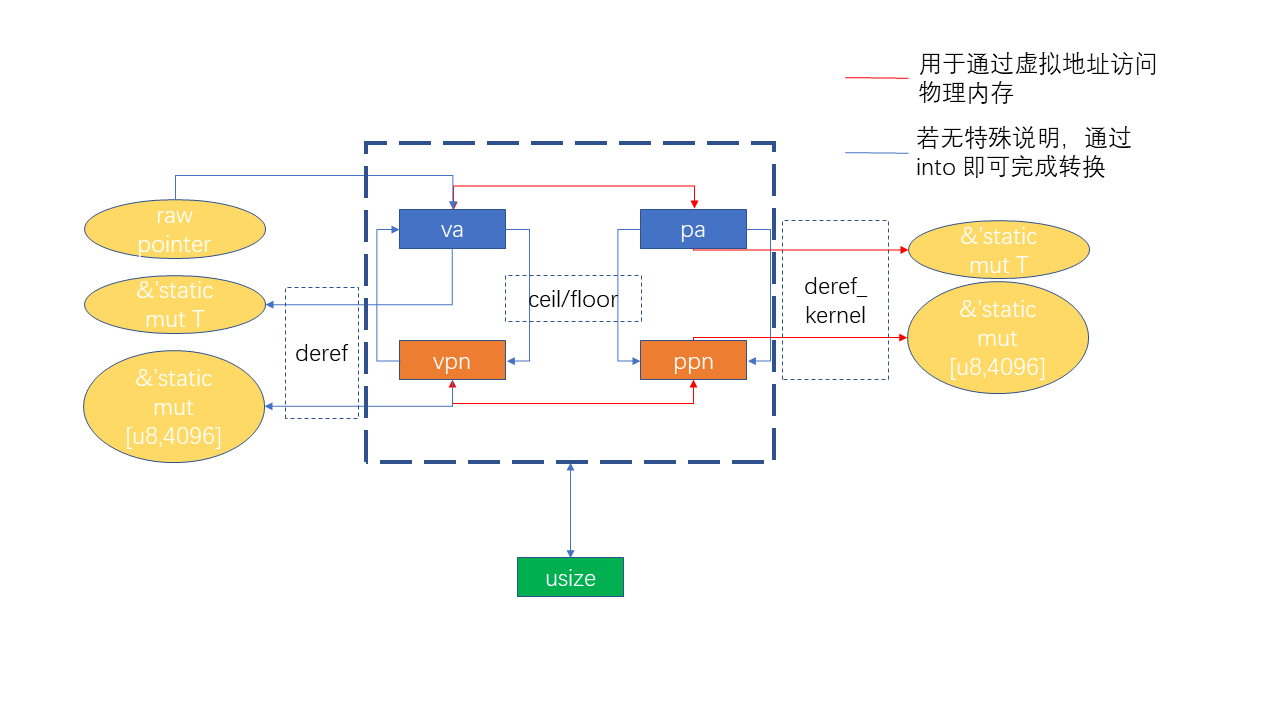 用于通过虚拟地址访问
物理内存
若无特殊说明，通过
into 即可完成转换
raw
pointer
va
pa
&'static
mut T
&'static
mut T
deref_
kernel
ceil/floor
deref
&'static
mut
[u8,4096]
vpn
ppn
&'static
mut
[u8,4096]
usize